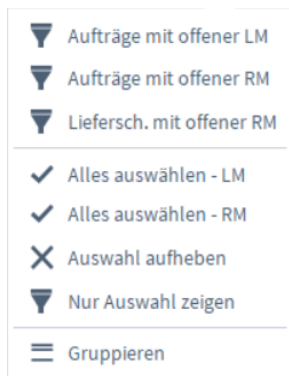 Aufträge mit offener LM
Aufträge mit offener RM
Liefersch. mit offener RM
Alles auswählen - LM
Alles auswählen - RM
Auswahl aufheben
Nur Auswahl zeigen
Gruppieren